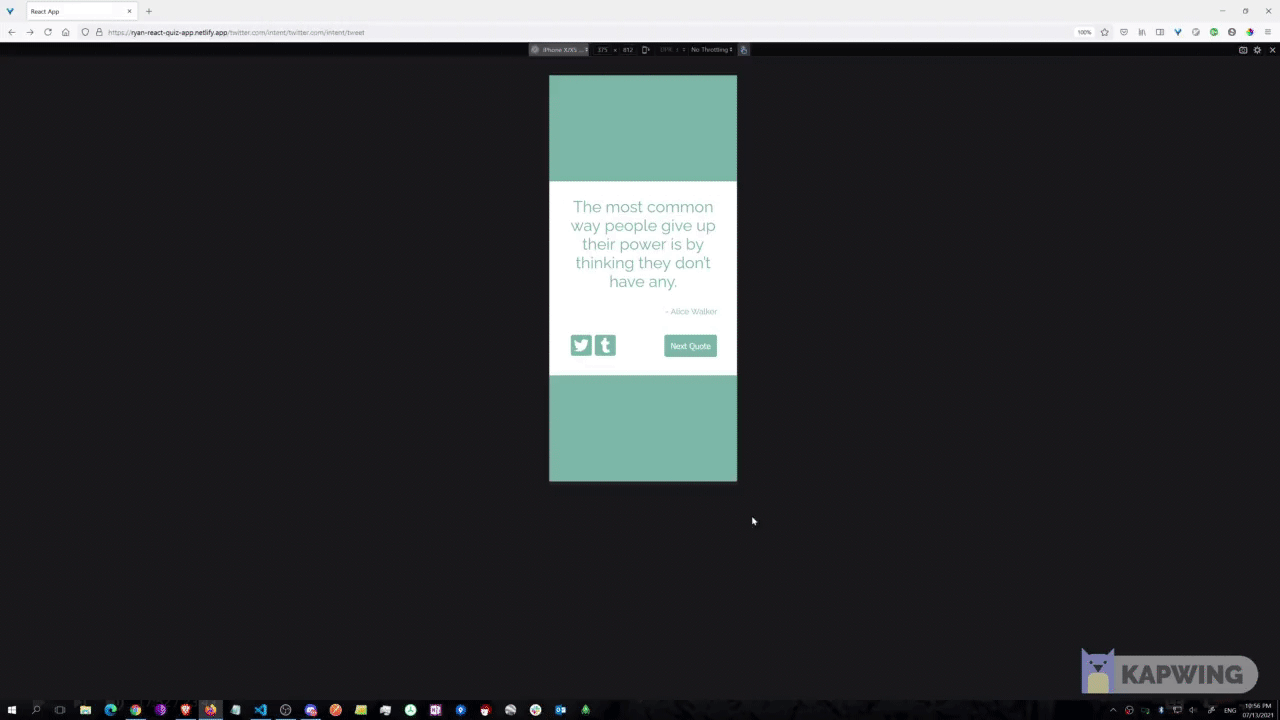 React App
https://ryan-react-quiz-app.netlify.app/twitter.com/intent/twitter.com/intent/tweet
100%
iPhone X/XS ...
375 × 812
DPR
No Throttling
The most common
way people give up
their power is by
thinking they don't
have any.
- Alice Walker
Next Quote
KAPWING
ENG
10:56 PM
07/13/2021